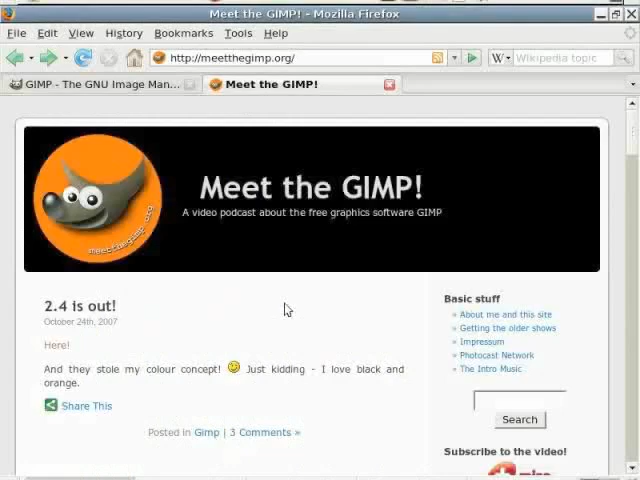 Meet the GIMP! - Mozilla Firefox
File Edit View History Bookmarks Tools Help
http://meetthegimp.org/
W Wikipedia topic
GIMP - The GNU Image Man...
Meet the GIMP!
Meet the GIMP!
A video podcast about the free graphics software GIMP
meetthegimp.org
2.4 is out!
October 24th, 2007
Here!
And they stole my colour concept! Just kidding - I love black and
orange.
Share This
Posted in Gimp | 3 Comments »
Basic stuff
» About me and this site
» Getting the older shows
» Impressum
» Photocast Network
» The Intro Music
Search
Subscribe to the video!